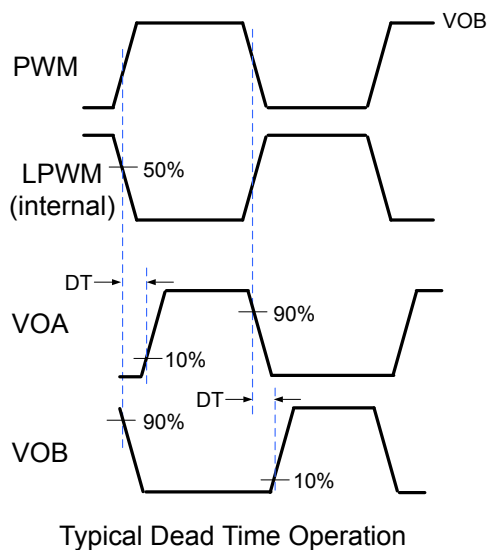 VOB
PWM
LPWM
(internal)
50%
DT
VOA
90%
10%
DT
VOB
90%
10%
Typical Dead Time Operation